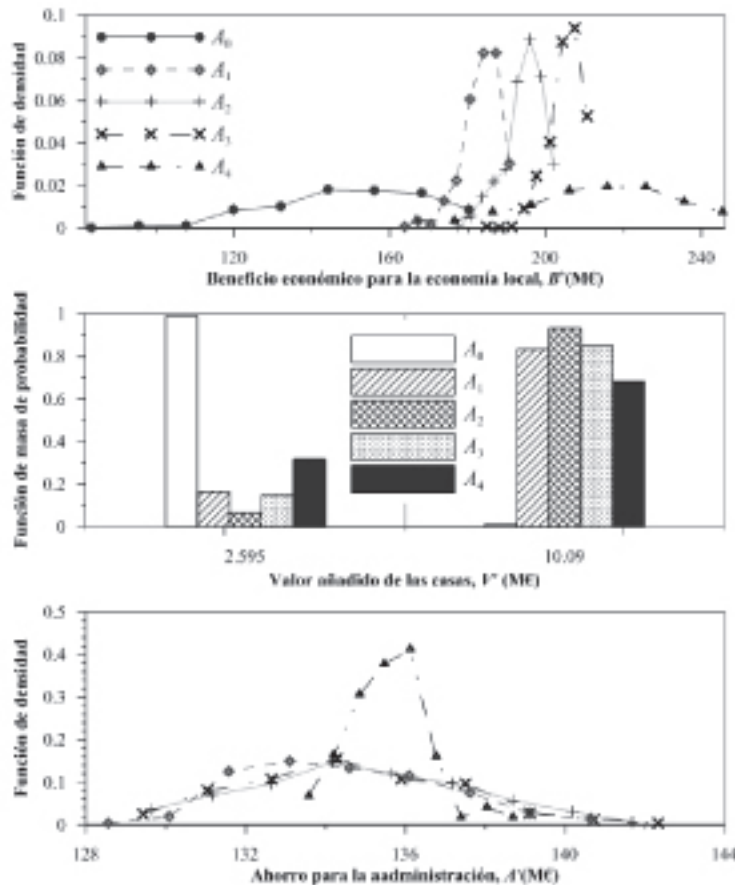 Función de densidad
0.1
0.08
0.06
0.04
0.02
0
A0
A1
A2
A3
A4
120
160
200
240
Beneficio económico para la economía local, B'(M€)
Función de masa de probabilidad
1
0.8
0.6
0.4
0.2
0
A0
A1
A2
A3
A4
2.595
10.09
Valor añadido de las casas, V' (M€)
Función de densidad
0.5
0.4
0.3
0.2
0.1
0
128
132
136
140
144
Ahorro para la aadministración, A'(M€)